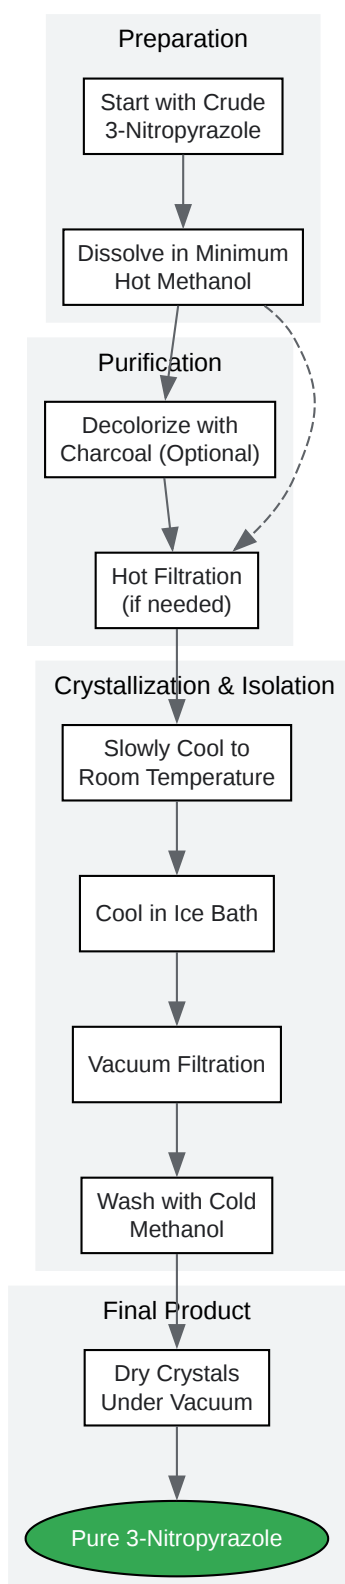 Preparation
Start with Crude
3-Nitropyrazole
Dissolve in Minimum
Hot Methanol
Purification
Decolorize with
Charcoal (Optional)
Hot Filtration
(if needed)
Crystallization & Isolation
Slowly Cool to
Room Temperature
Cool in Ice Bath
Vacuum Filtration
Wash with Cold
Methanol
Final Product
Dry Crystals
Under Vacuum
Pure 3-Nitropyrazole